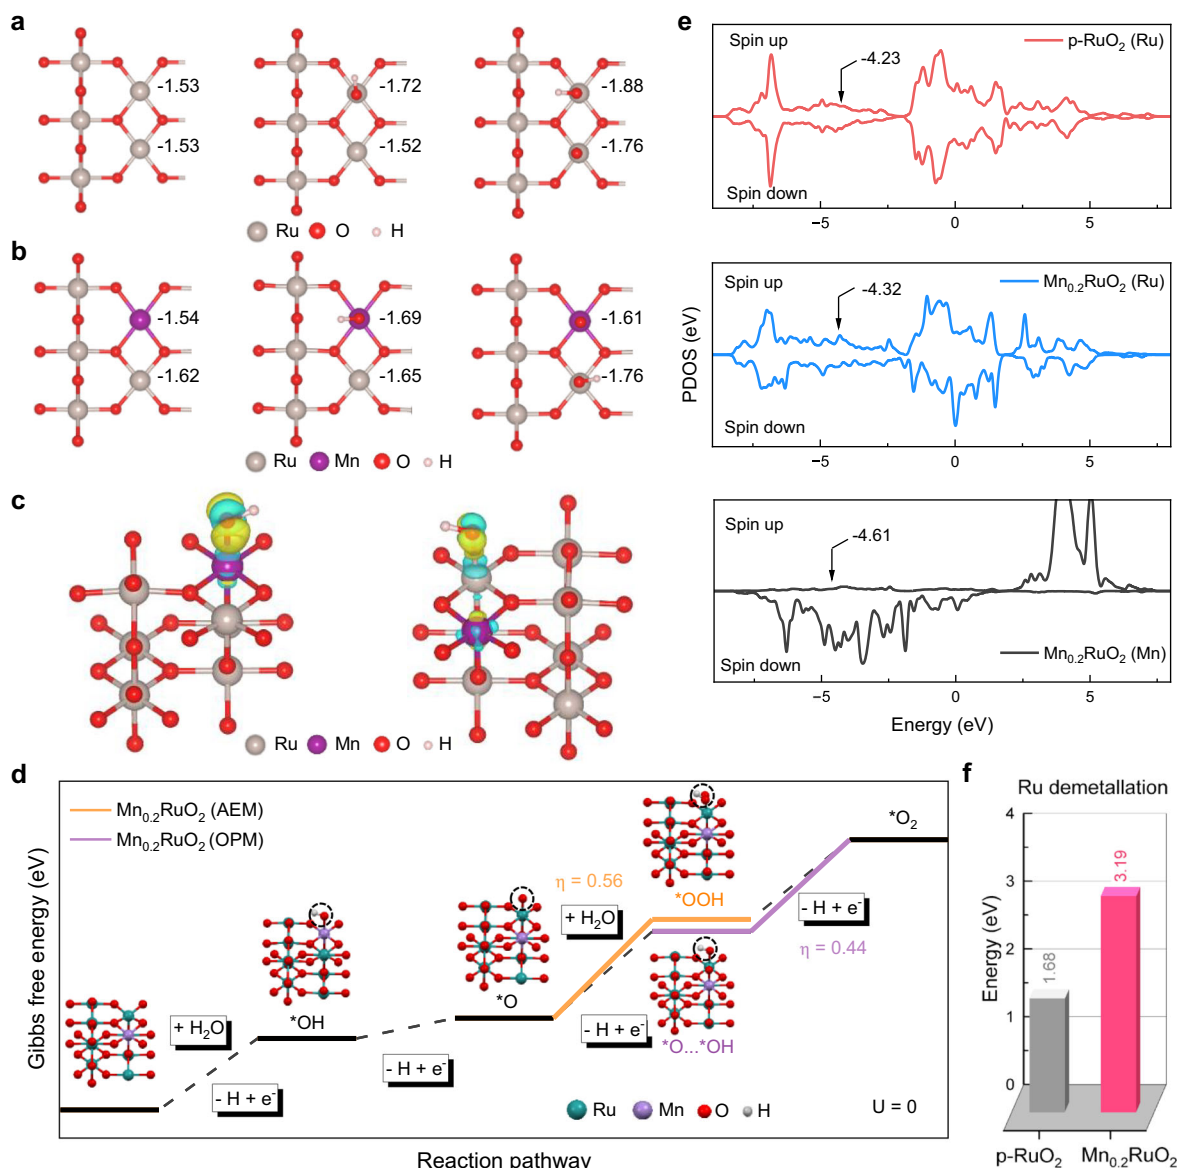 a
-1.53
-1.53
-1.72
-1.52
-1.88
-1.76
Ru O H
b
-1.54
-1.62
-1.69
-1.65
-1.61
-1.76
Ru Mn O H
c
Ru Mn O H
d
Mn0.2RuO2 (AEM)
Mn0.2RuO2 (OPM)
Gibbs free energy (eV)
+ H2O
- H + e-
*OH
- H + e-
*O
η = 0.56
+ H2O
*OOH
- H + e-
*O...*OH
*O2
- H + e-
η = 0.44
Ru Mn O H
U = 0
Reaction pathway
e
Spin up
-4.23
p-RuO2 (Ru)
Spin down
-5 0 5
Spin up
-4.32
Mn0.2RuO2 (Ru)
Spin down
-5 0 5
PDOS (eV)
Spin up
-4.61
Spin down
Mn0.2RuO2 (Mn)
-5 0 5
Energy (eV)
f
Ru demetallation
Energy (eV)
4
3
2
1
0
1.68
3.19
p-RuO2
Mn0.2RuO2